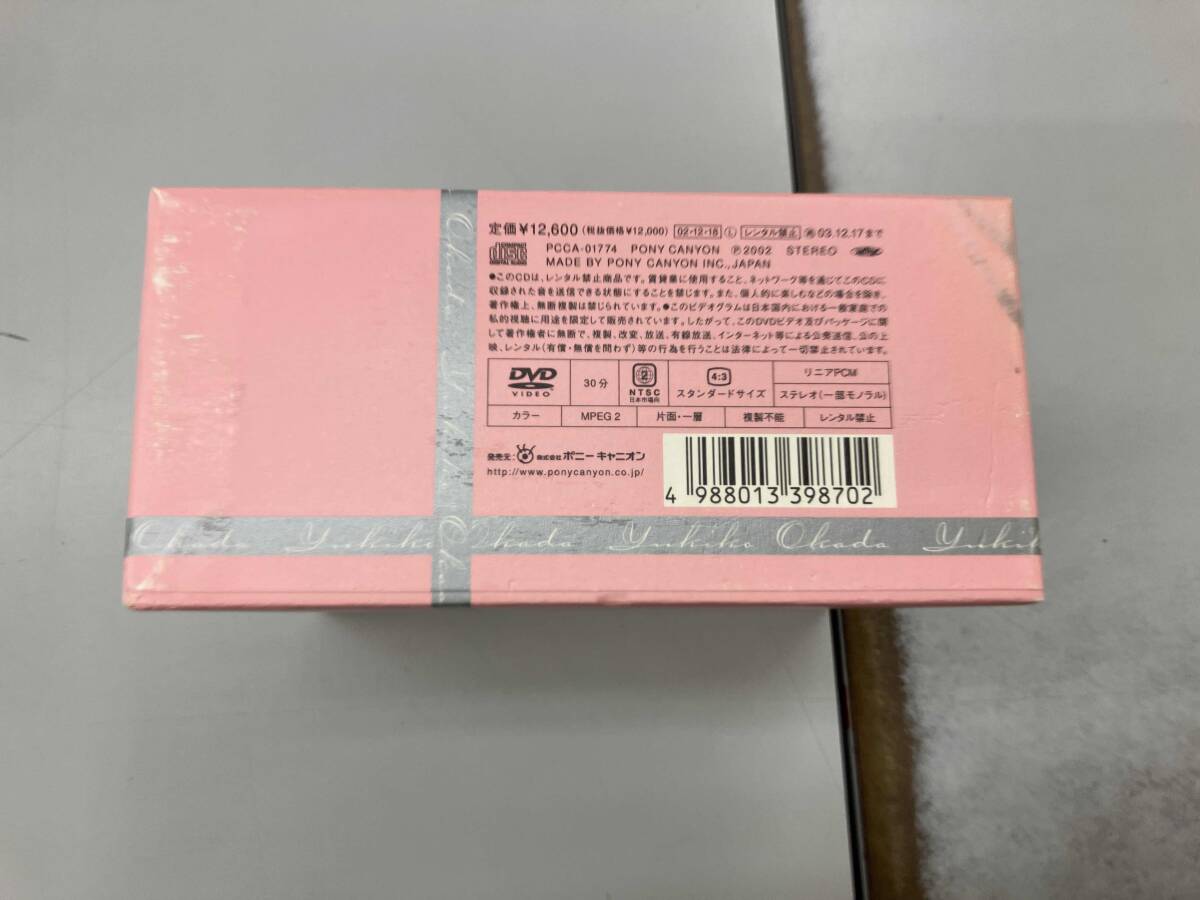 定価¥12,600(税抜価格¥12,000) 02・12・18 L レンタル禁止 再 03.12.17まで
COMPACT disc DIGITAL AUDIO PCCA-01774 PONY CANYON Ⓟ2002 STEREO
MADE BY PONY CANYON INC., JAPAN
●このCDは、レンタル禁止商品です。賃貸業に使用すること、ネットワーク等を通じてこのCDに
収録された音を送信できる状態にすることを禁じます。また、個人的に楽しむなどの場合を除き、
著作権上、無断複製は禁じられています。●このビデオグラムは日本国内における一般家庭での
私的視聴に用途を限定して販売されています。したがって、このDVDビデオ及びパッケージに関
して著作権者に無断で、複製、改変、放送、有線放送、インターネット等による公衆送信、公の上
映、レンタル(有償・無償を問わず)等の行為を行うことは法律によって一切禁止されています。
DVD VIDEO 30分 2 NTSC 日本市場向 4:3 スタンダードサイズ リニアPCM
ステレオ(一部モノラル)
カラー MPEG 2 片面・一層 複製不能 レンタル禁止
発売元: 株式会社 ポニーキャニオン
http://www.ponycanyon.co.jp/
4 988013 398702
Okada Yukiko Okada Yukiko Okada Yukik